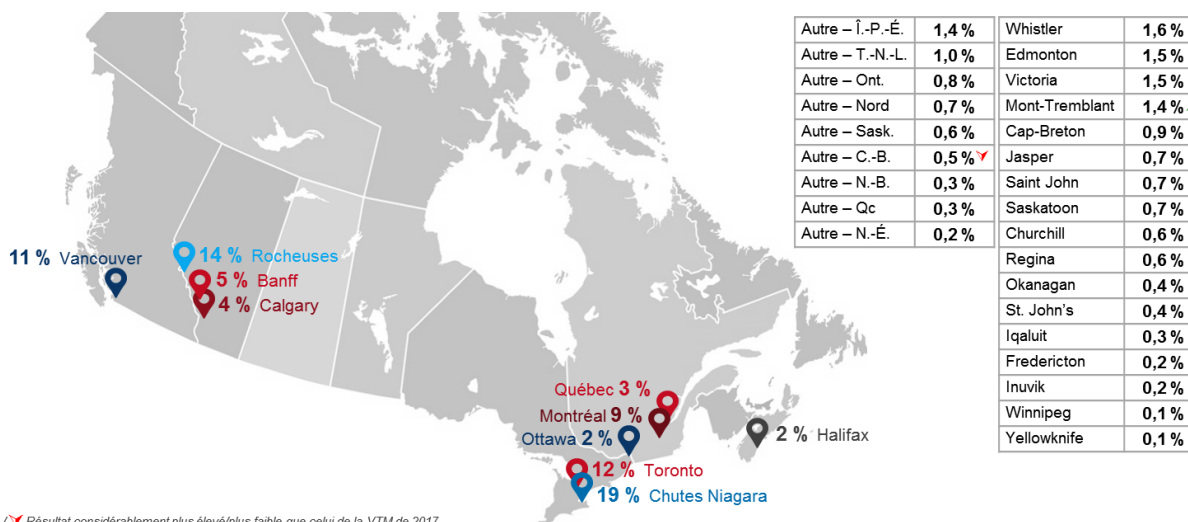 Autre – Î.-P.-É. 1,4 %
Autre – T.-N.-L. 1,0 %
Autre – Ont. 0,8 %
Autre – Nord 0,7 %
Autre – Sask. 0,6 %
Autre – C.-B. 0,5 %
Autre – N.-B. 0,3 %
Autre – Qc 0,3 %
Autre – N.-É. 0,2 %
Whistler 1,6 %
Edmonton 1,5 %
Victoria 1,5 %
Mont-Tremblant 1,4 %
Cap-Breton 0,9 %
Jasper 0,7 %
Saint John 0,7 %
Saskatoon 0,7 %
Churchill 0,6 %
Regina 0,6 %
Okanagan 0,4 %
St. John's 0,4 %
Iqaluit 0,3 %
Fredericton 0,2 %
Inuvik 0,2 %
Winnipeg 0,1 %
Yellowknife 0,1 %
11 % Vancouver
14 % Rocheuses
5 % Banff
4 % Calgary
Québec 3 %
Montréal 9 %
Ottawa 2 %
2 % Halifax
12 % Toronto
19 % Chutes Niagara
/ Résultat considérablement plus élevé/plus faible que celui de la VTM de 2017